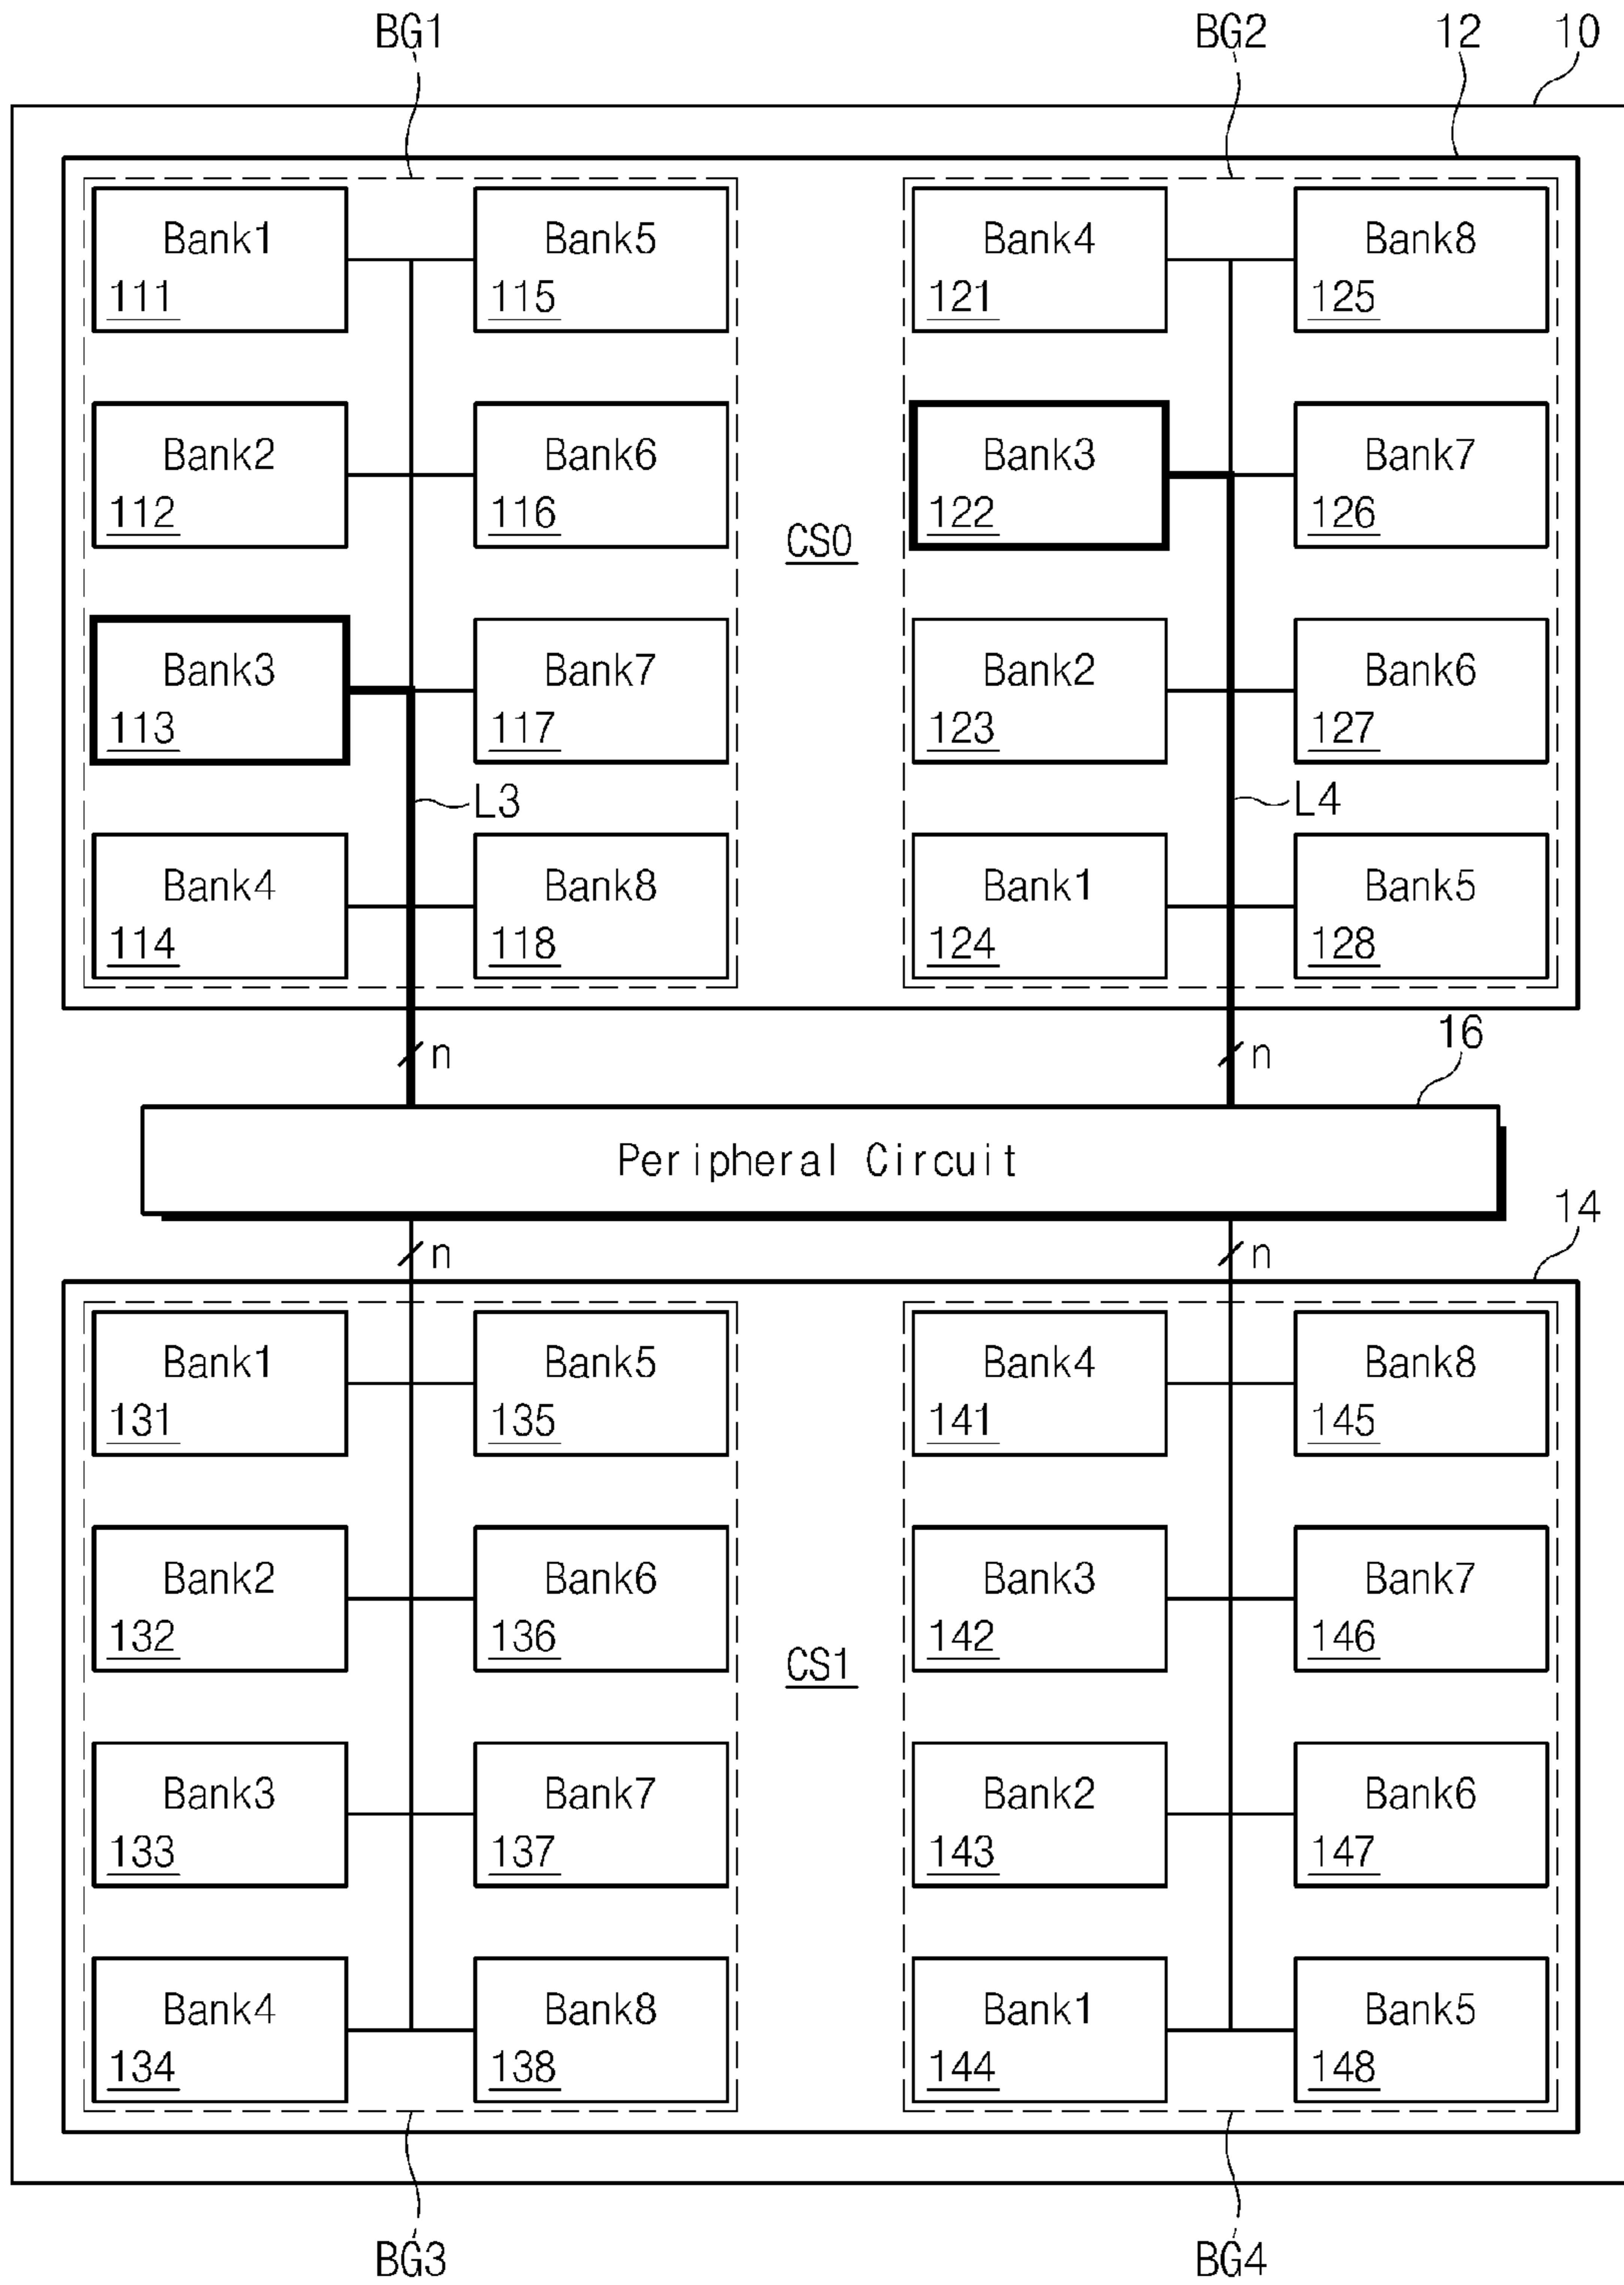 BG1 BG2 12 10
Bank1 Bank5 Bank4 Bank8
111 115 121 125
Bank2 Bank6 Bank3 Bank7
112 116 122 126
CS0
Bank3 Bank7 Bank2 Bank6
113 117 123 127
L3 L4
Bank4 Bank8 Bank1 Bank5
114 118 124 128
n n 16
Peripheral Circuit
14
n n
Bank1 Bank5 Bank4 Bank8
131 135 141 145
Bank2 Bank6 Bank3 Bank7
132 136 142 146
CS1
Bank3 Bank7 Bank2 Bank6
133 137 143 147
Bank4 Bank8 Bank1 Bank5
134 138 144 148
BG3 BG4